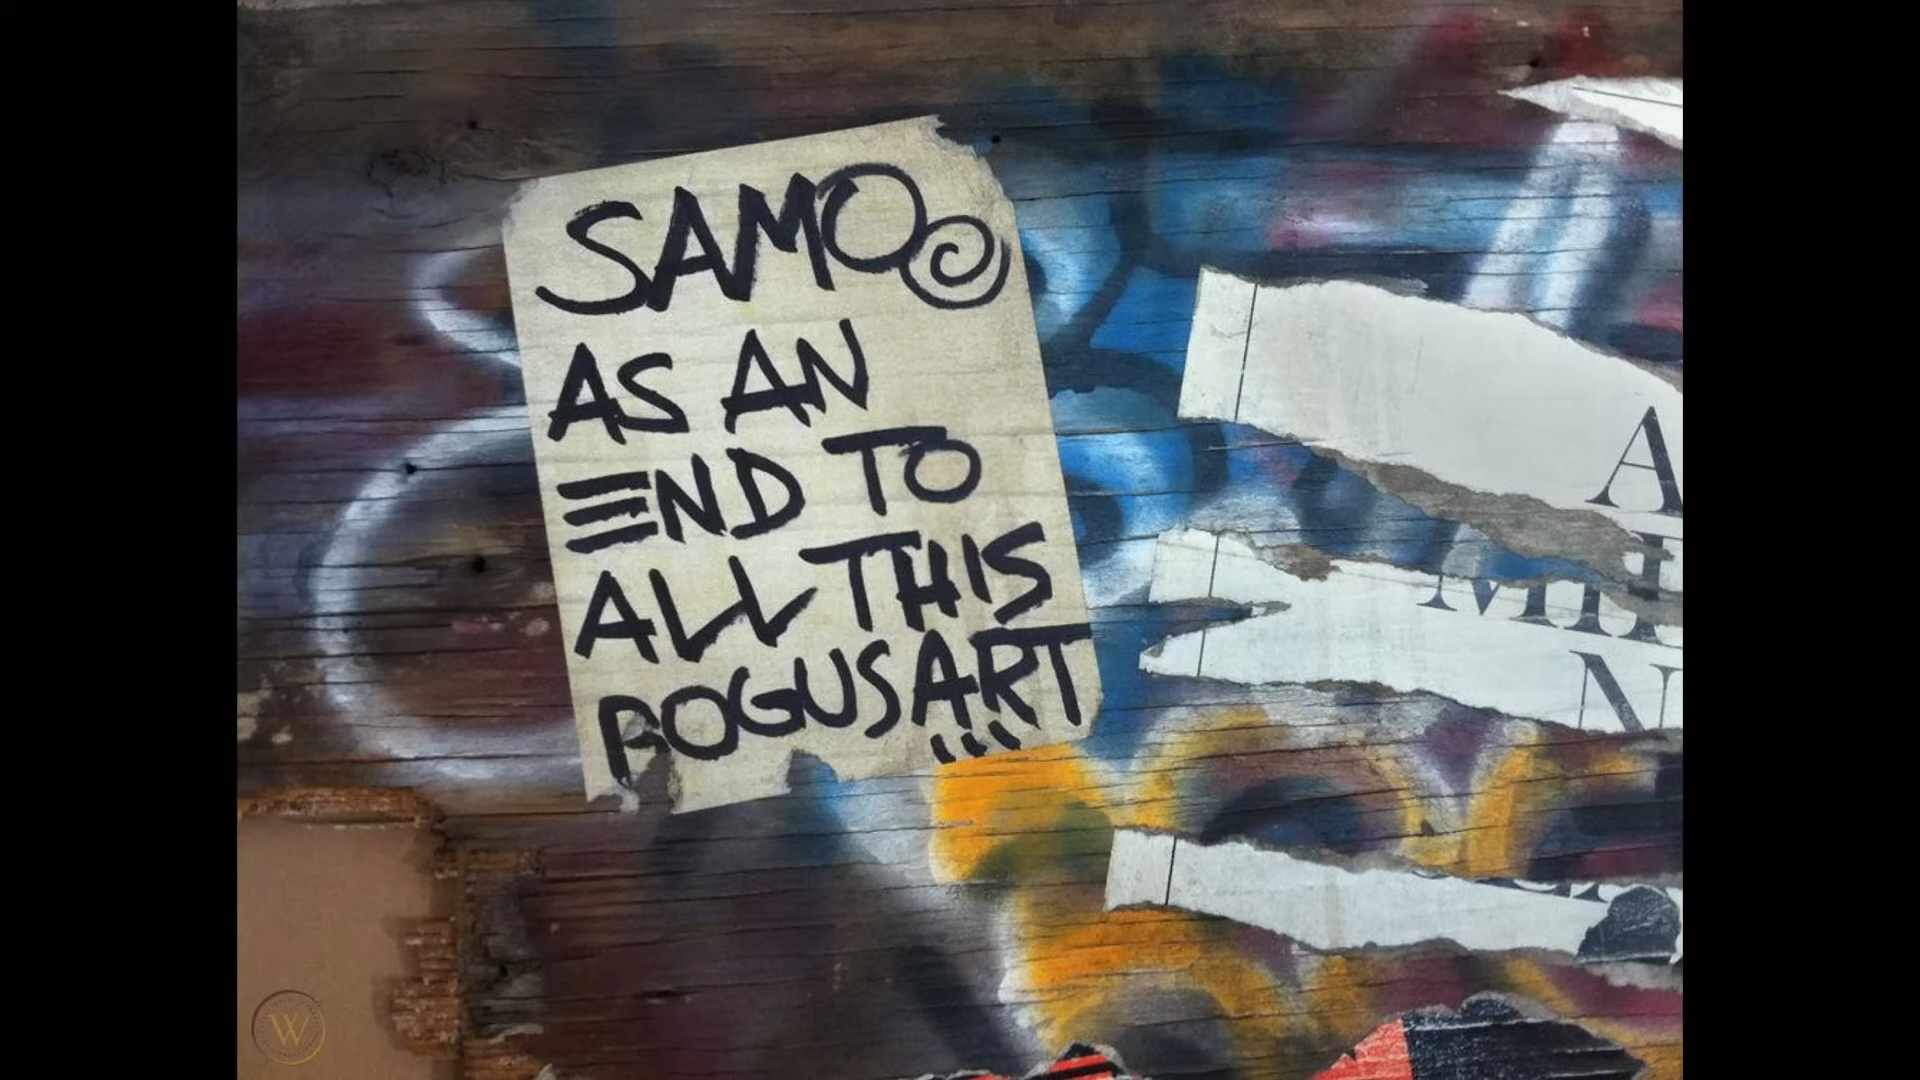 SAMO©
AS AN
END TO
ALL THIS
BOGUS ART
!!!
A
N
W